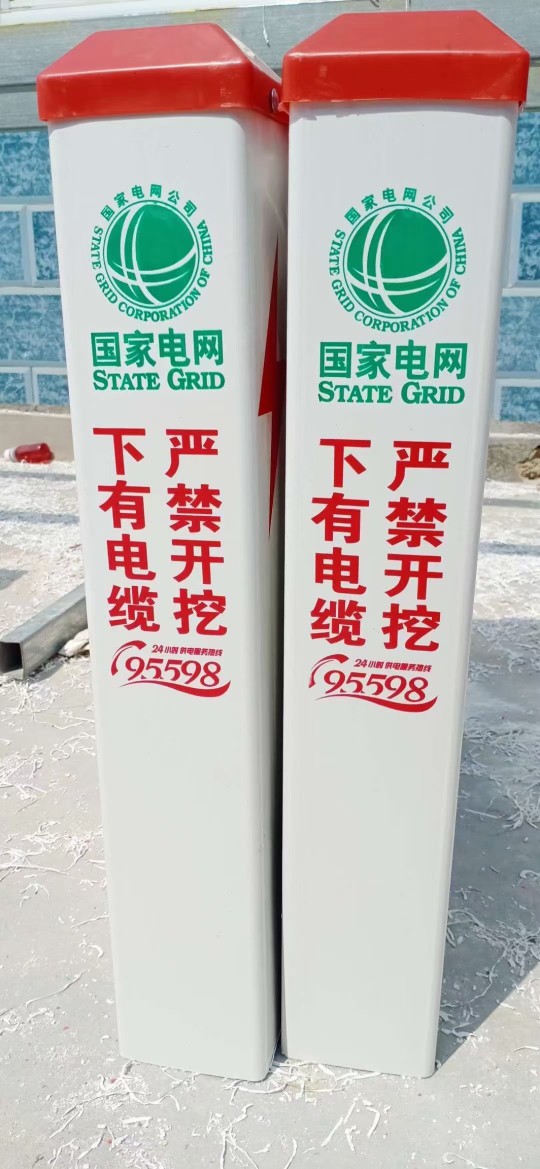 国家电网公司
STATE GRID CORPORATION OF CHINA
国家电网
STATE GRID
下有电缆
严禁开挖
24小时 供电服务热线
95598
国家电网公司
STATE GRID CORPORATION OF CHINA
国家电网
STATE GRID
下有电缆
严禁开挖
24小时 供电服务热线
95598